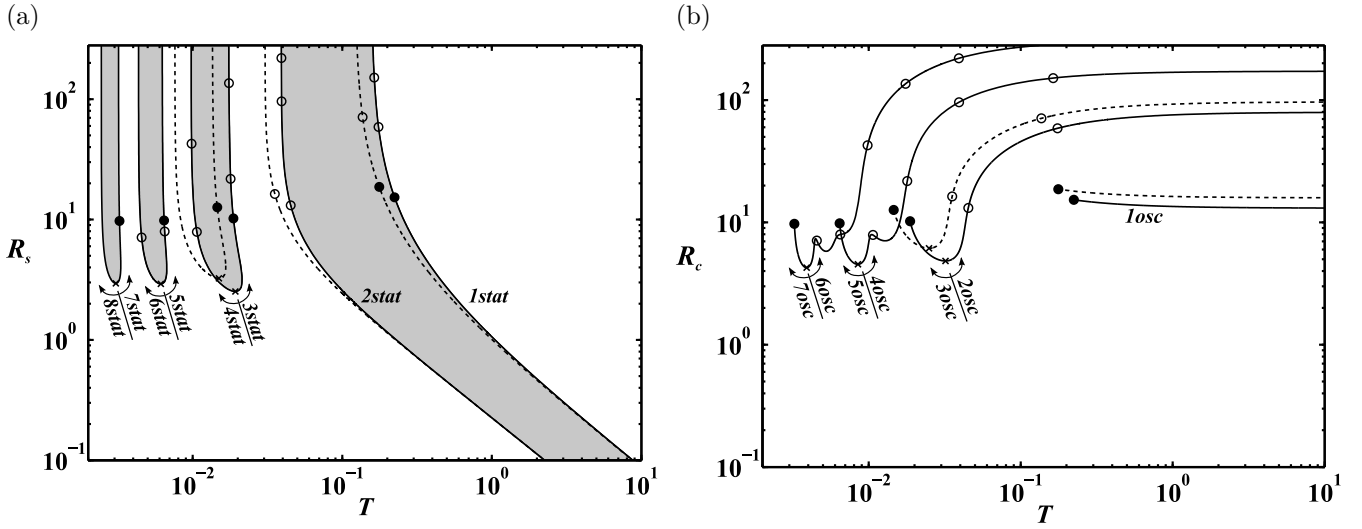 (a)
(b)
10^2
10^1
10^0
10^-1
R_s
10^-2
10^-1
10^0
10^1
T
8stat
7stat
6stat
5stat
4stat
3stat
2stat
1stat
10^2
10^1
10^0
10^-1
R_c
10^-2
10^-1
10^0
10^1
T
7osc
6osc
5osc
4osc
3osc
2osc
1osc